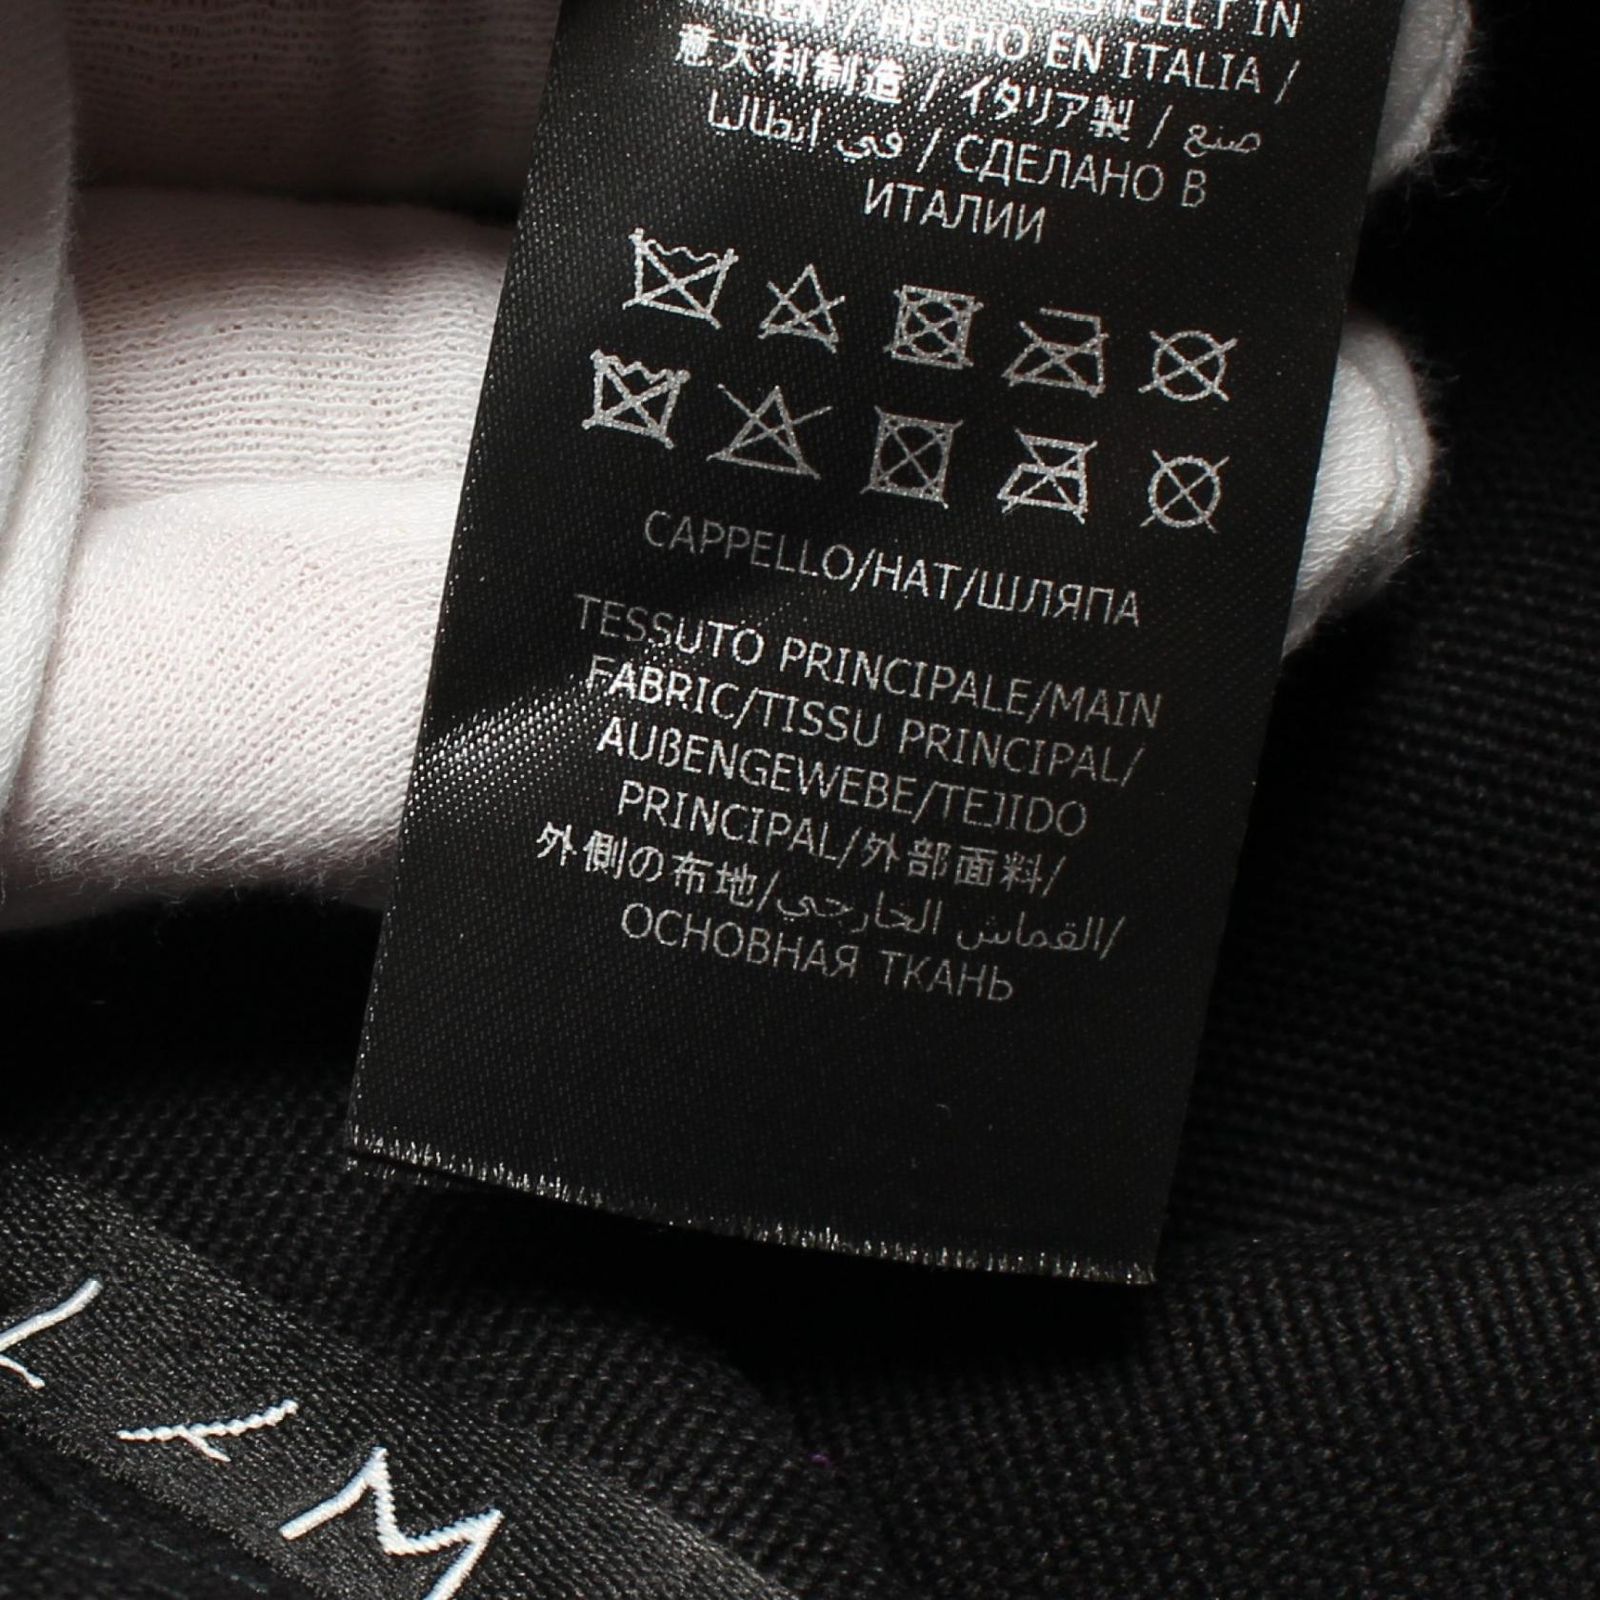 IN
/ HECHO EN ITALIA /
意大利制造 / イタリア製 / صنع
في ايطاليا / СДЕЛАНО В
ИТАЛИИ
CAPPELLO/HAT/ШЛЯПА
TESSUTO PRINCIPALE/MAIN
FABRIC/TISSU PRINCIPAL/
AUßENGEWEBE/TEJIDO
PRINCIPAL/外部面料/
外側の布地/القماش الخارجي/
ОСНОВНАЯ ТКАНЬ